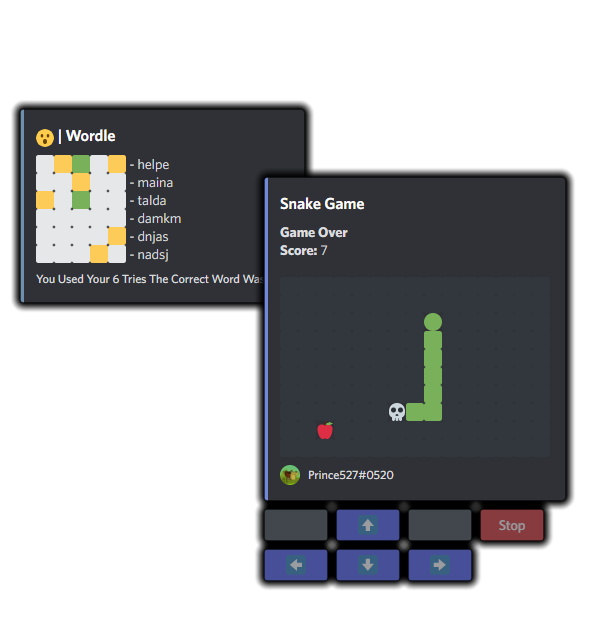 | Wordle
- helpe
- maina
- talda
- damkm
- dnjas
- nadsj
You Used Your 6 Tries The Correct Word Was
Snake Game
Game Over
Score: 7
Prince527#0520
Stop